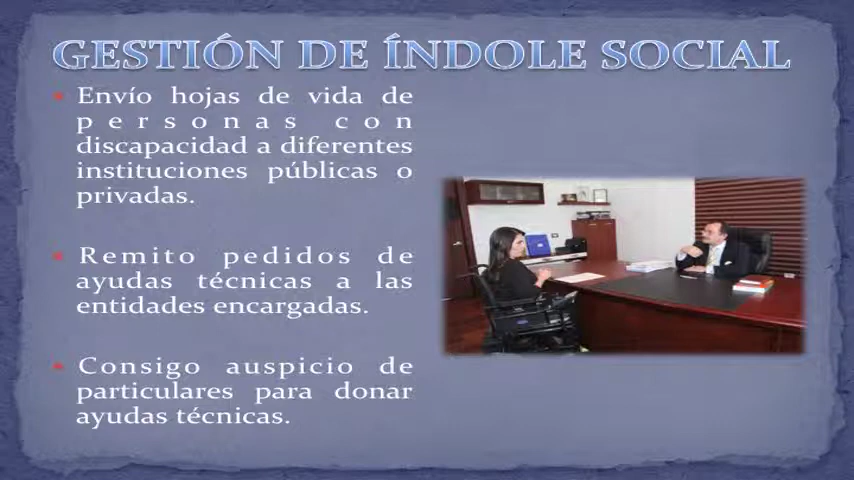 GESTIÓN DE ÍNDOLE SOCIAL
Envío hojas de vida de
personas con
discapacidad a diferentes
instituciones públicas o
privadas.
Remito pedidos de
ayudas técnicas a las
entidades encargadas.
Consigo auspicio de
particulares para donar
ayudas técnicas.